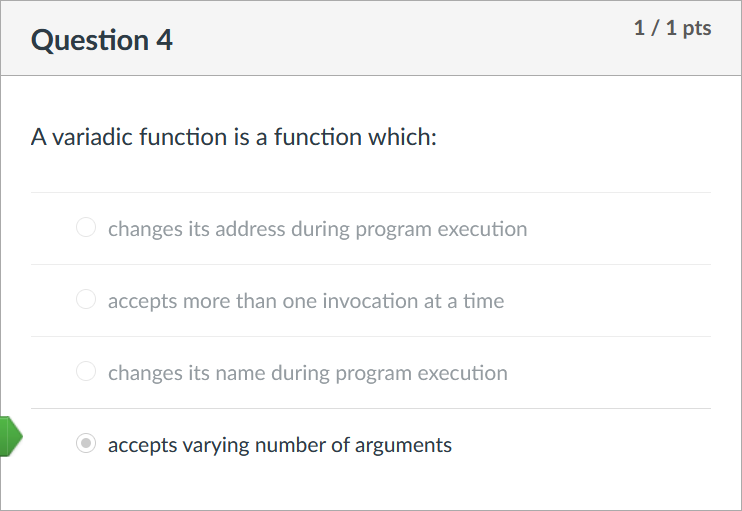 Question 4
1 / 1 pts
A variadic function is a function which:
changes its address during program execution
accepts more than one invocation at a time
changes its name during program execution
accepts varying number of arguments